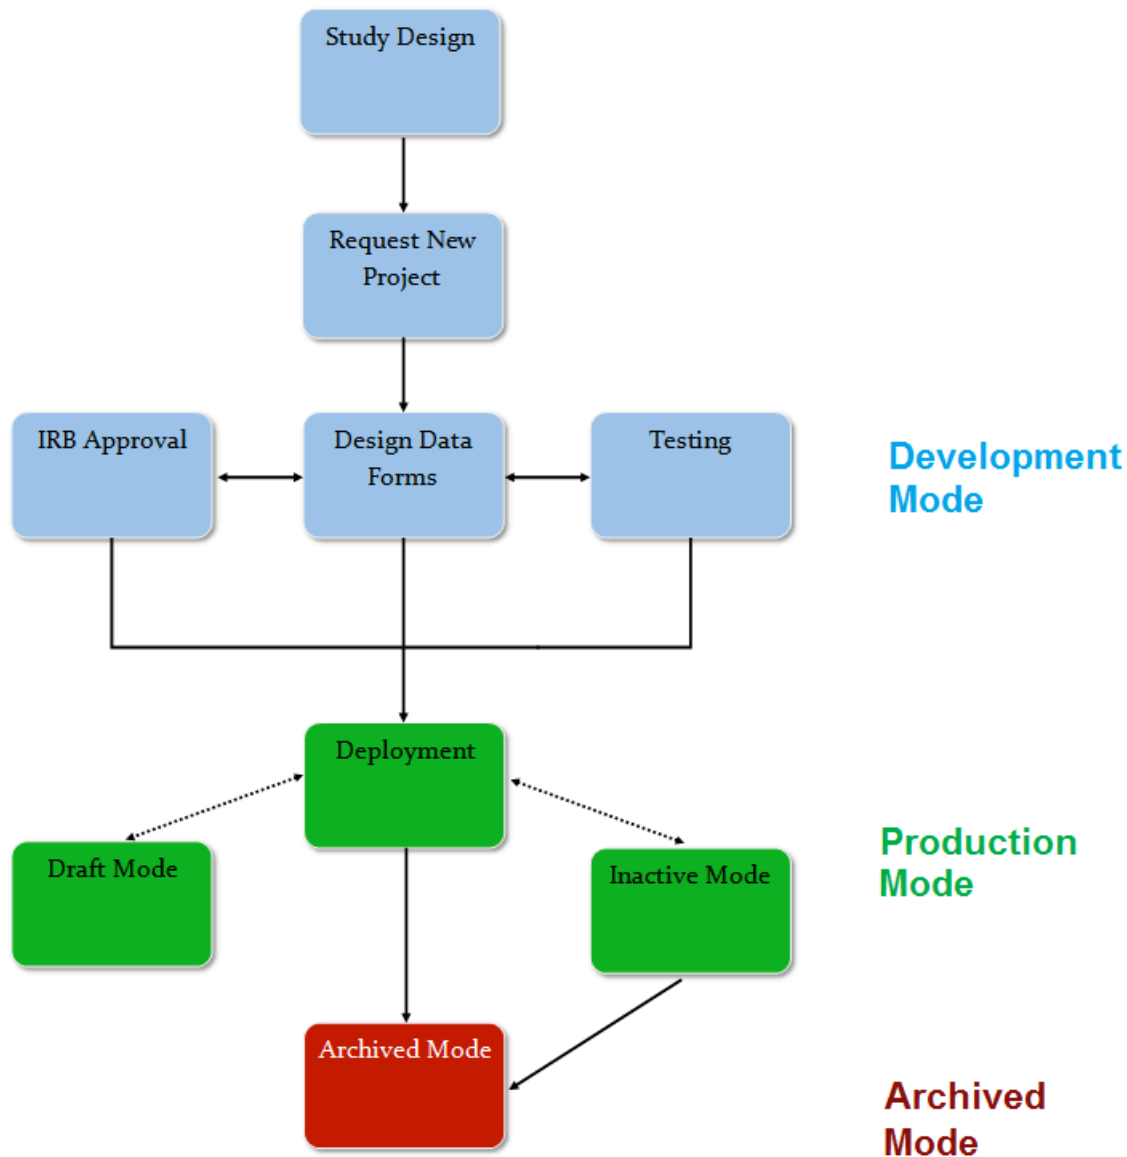 Study Design
Request New
Project
IRB Approval
Design Data
Forms
Testing
Development
Mode
Deployment
Draft Mode
Inactive Mode
Production
Mode
Archived Mode
Archived
Mode